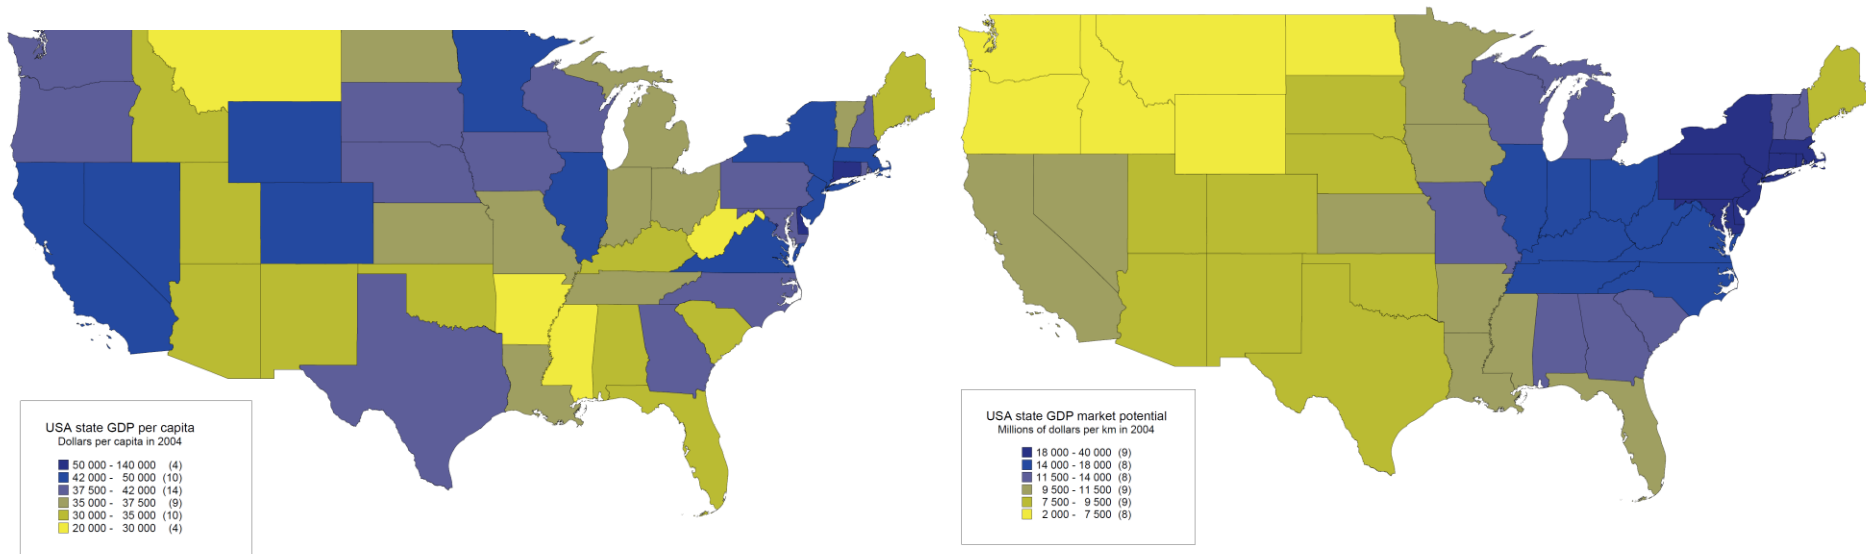 USA state GDP per capita
Dollars per capita in 2004
50 000 - 140 000 (4)
42 000 - 50 000 (10)
37 500 - 42 000 (14)
35 000 - 37 500 (9)
30 000 - 35 000 (10)
20 000 - 30 000 (4)
USA state GDP market potential
Millions of dollars per km in 2004
18 000 - 40 000 (9)
14 000 - 18 000 (8)
11 500 - 14 000 (8)
9 500 - 11 500 (9)
7 500 - 9 500 (9)
2 000 - 7 500 (8)